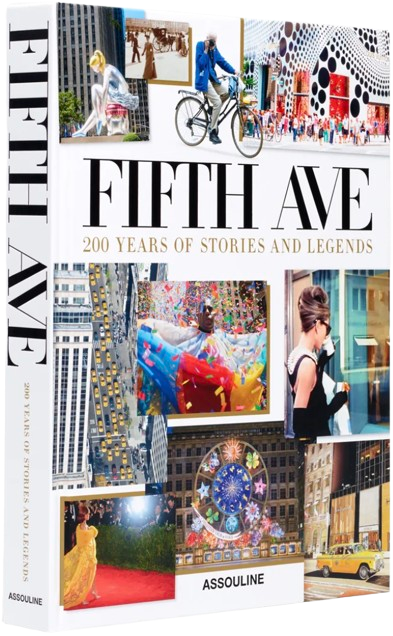 FIFTH AVE
200 YEARS OF STORIES AND LEGENDS
ASSOULINE
FIFTH AVE
200 YEARS OF STORIES AND LEGENDS
ASSOULINE